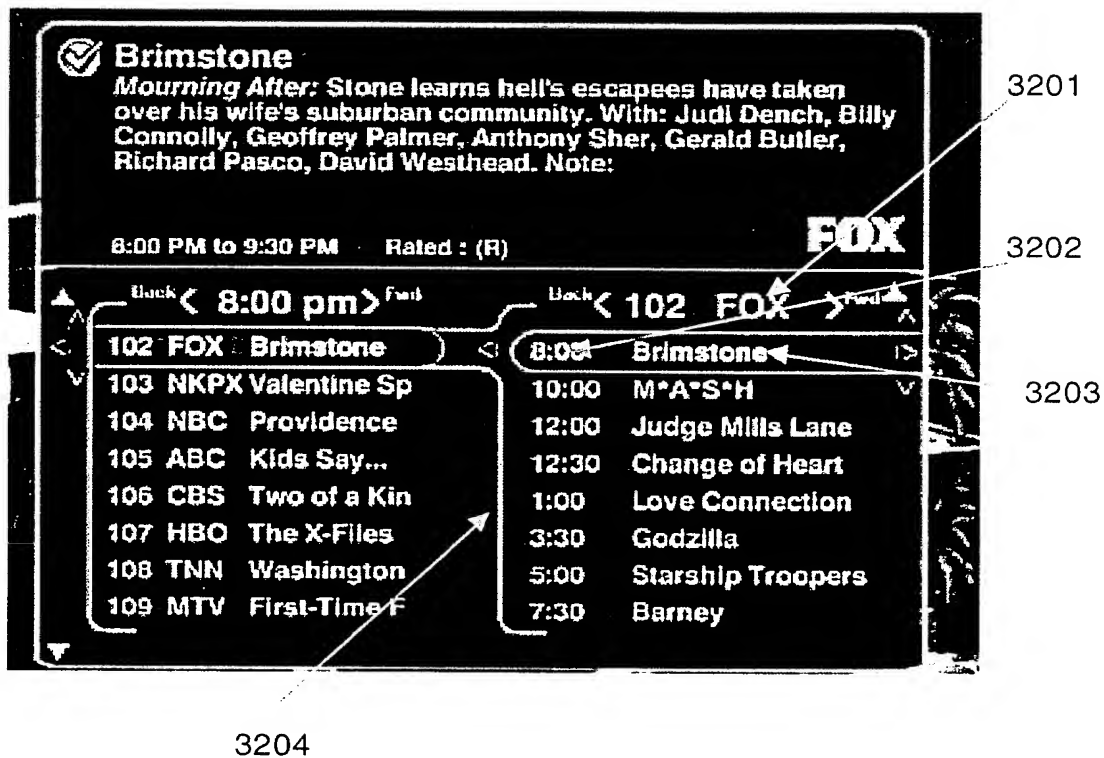 Brimstone
Mourning After: Stone learns hell's escapees have taken
over his wife's suburban community. With: Judi Dench, Billy
Connolly, Geoffrey Palmer, Anthony Sher, Gerald Butler,
Richard Pasco, David Westhead. Note:
8:00 PM to 9:30 PM Rated : (R)
FOX
Back < 8:00 pm > Fwd
102 FOX Brimstone
103 NKPX Valentine Sp
104 NBC Providence
105 ABC Kids Say...
106 CBS Two of a Kin
107 HBO The X-Files
108 TNN Washington
109 MTV First-Time F
Back < 102 FOX > Fwd
8:00 Brimstone
10:00 M*A*S*H
12:00 Judge Mills Lane
12:30 Change of Heart
1:00 Love Connection
3:30 Godzilla
5:00 Starship Troopers
7:30 Barney
3201
3202
3203
3204